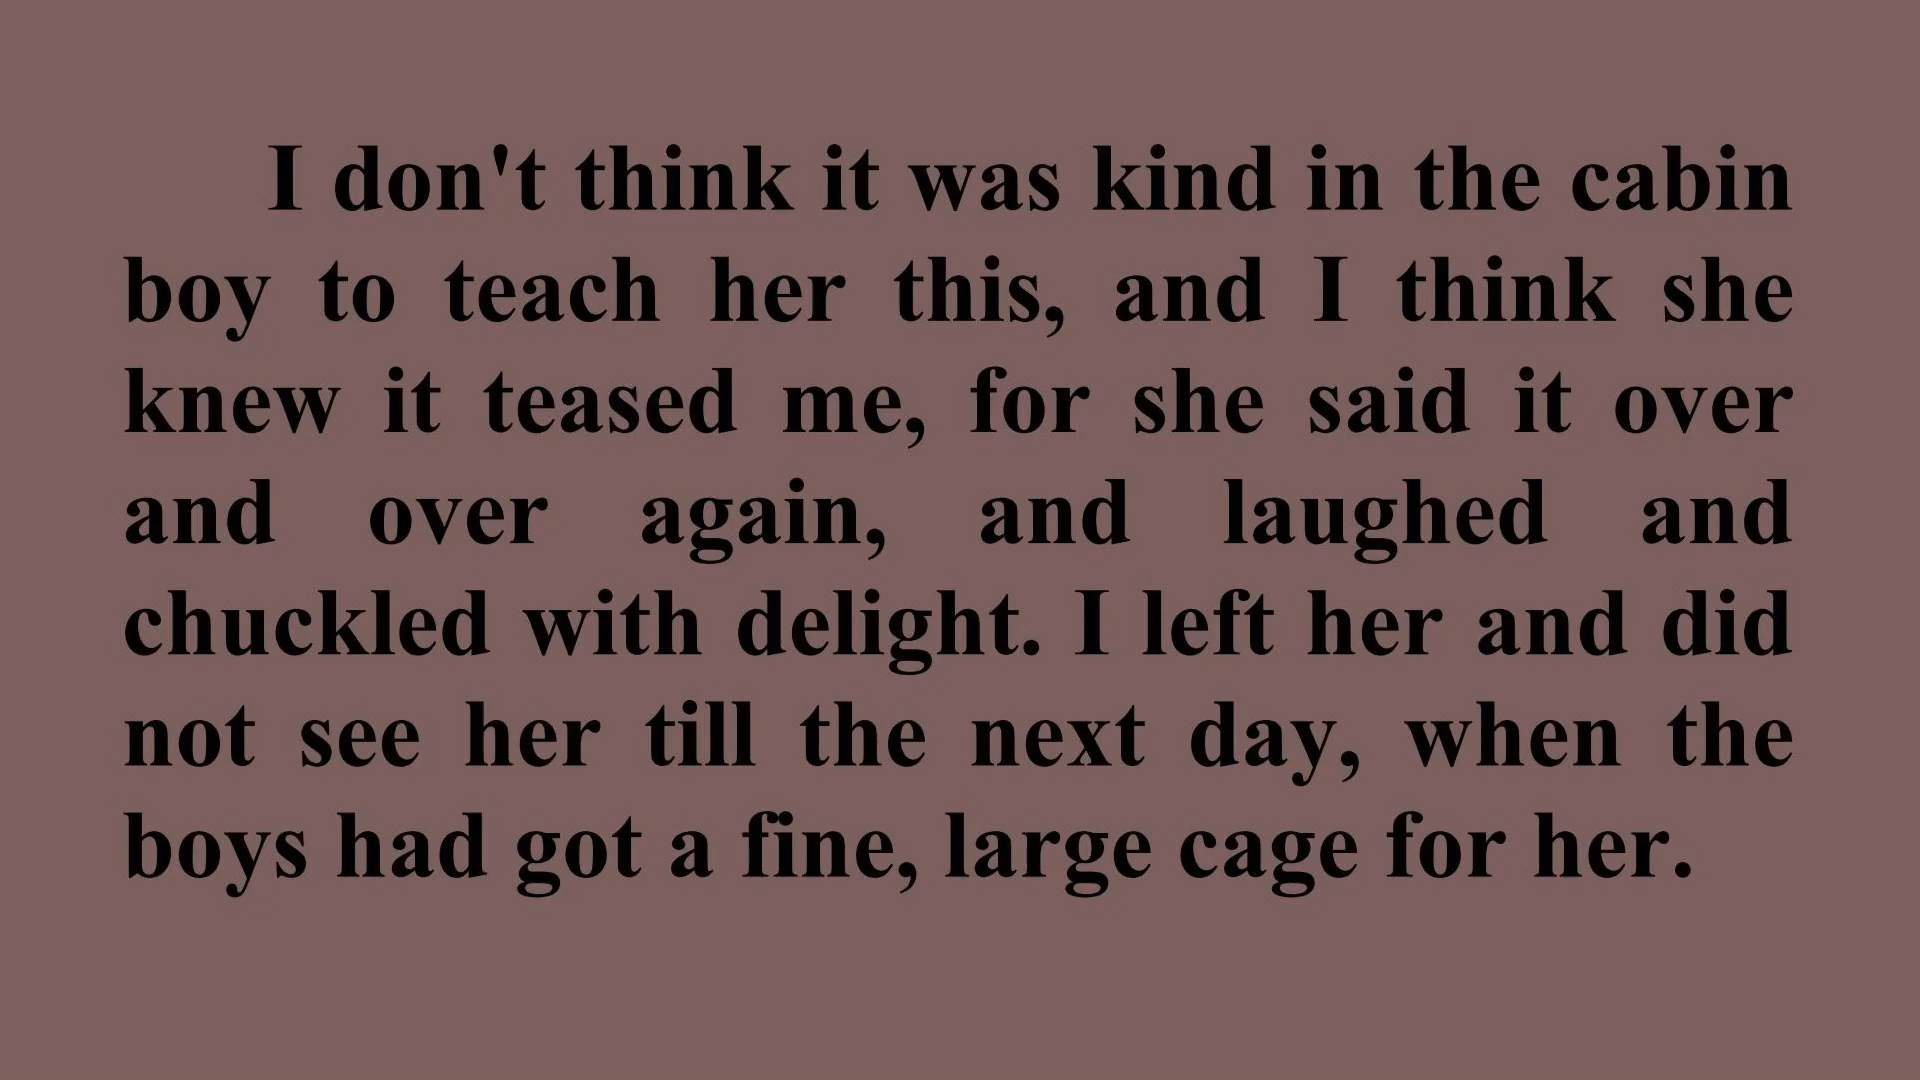 I don't think it was kind in the cabin
boy to teach her this, and I think she
knew it teased me, for she said it over
and over again, and laughed and
chuckled with delight. I left her and did
not see her till the next day, when the
boys had got a fine, large cage for her.